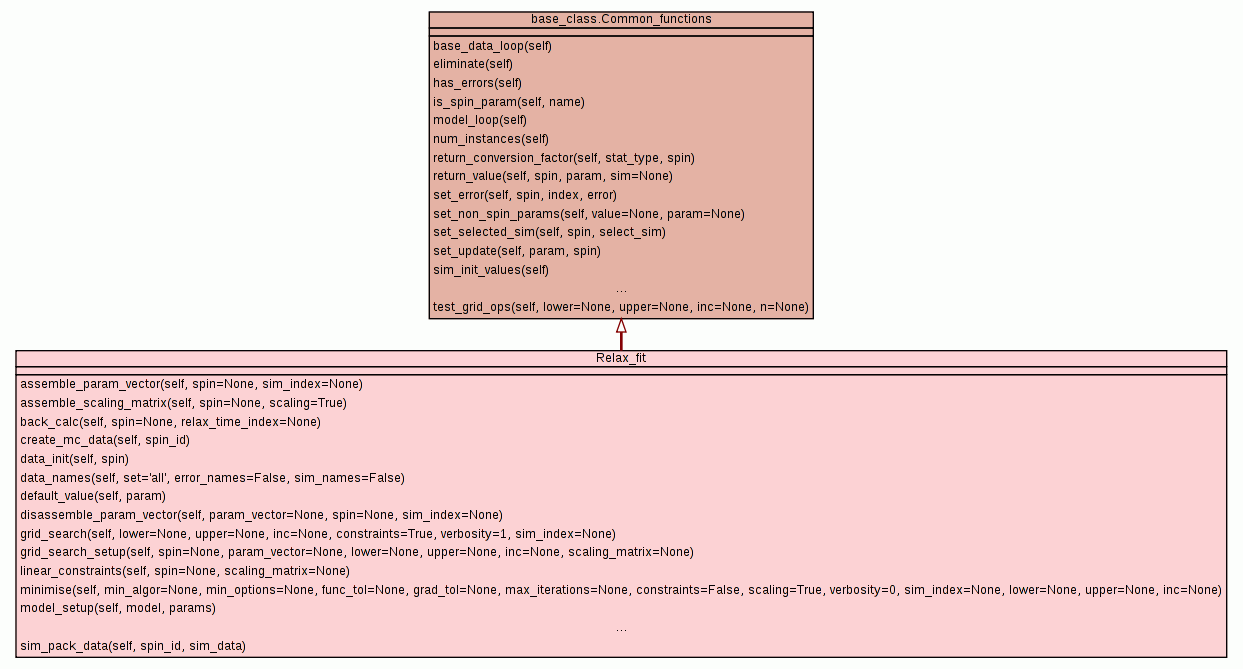 base_class.Common_functions
base_data_loop(self)
eliminate(self)
has_errors(self)
is_spin_param(self, name)
model_loop(self)
num_instances(self)
return_conversion_factor(self, stat_type, spin)
return_value(self, spin, param, sim=None)
set_error(self, spin, index, error)
set_non_spin_params(self, value=None, param=None)
set_selected_sim(self, spin, select_sim)
set_update(self, param, spin)
sim_init_values(self)
...
test_grid_ops(self, lower=None, upper=None, inc=None, n=None)
Relax_fit
assemble_param_vector(self, spin=None, sim_index=None)
assemble_scaling_matrix(self, spin=None, scaling=True)
back_calc(self, spin=None, relax_time_index=None)
create_mc_data(self, spin_id)
data_init(self, spin)
data_names(self, set='all', error_names=False, sim_names=False)
default_value(self, param)
disassemble_param_vector(self, param_vector=None, spin=None, sim_index=None)
grid_search(self, lower=None, upper=None, inc=None, constraints=True, verbosity=1, sim_index=None)
grid_search_setup(self, spin=None, param_vector=None, lower=None, upper=None, inc=None, scaling_matrix=None)
linear_constraints(self, spin=None, scaling_matrix=None)
minimise(self, min_algor=None, min_options=None, func_tol=None, grad_tol=None, max_iterations=None, constraints=False, scaling=True, verbosity=0, sim_index=None, lower=None, upper=None, inc=None)
model_setup(self, model, params)
...
sim_pack_data(self, spin_id, sim_data)